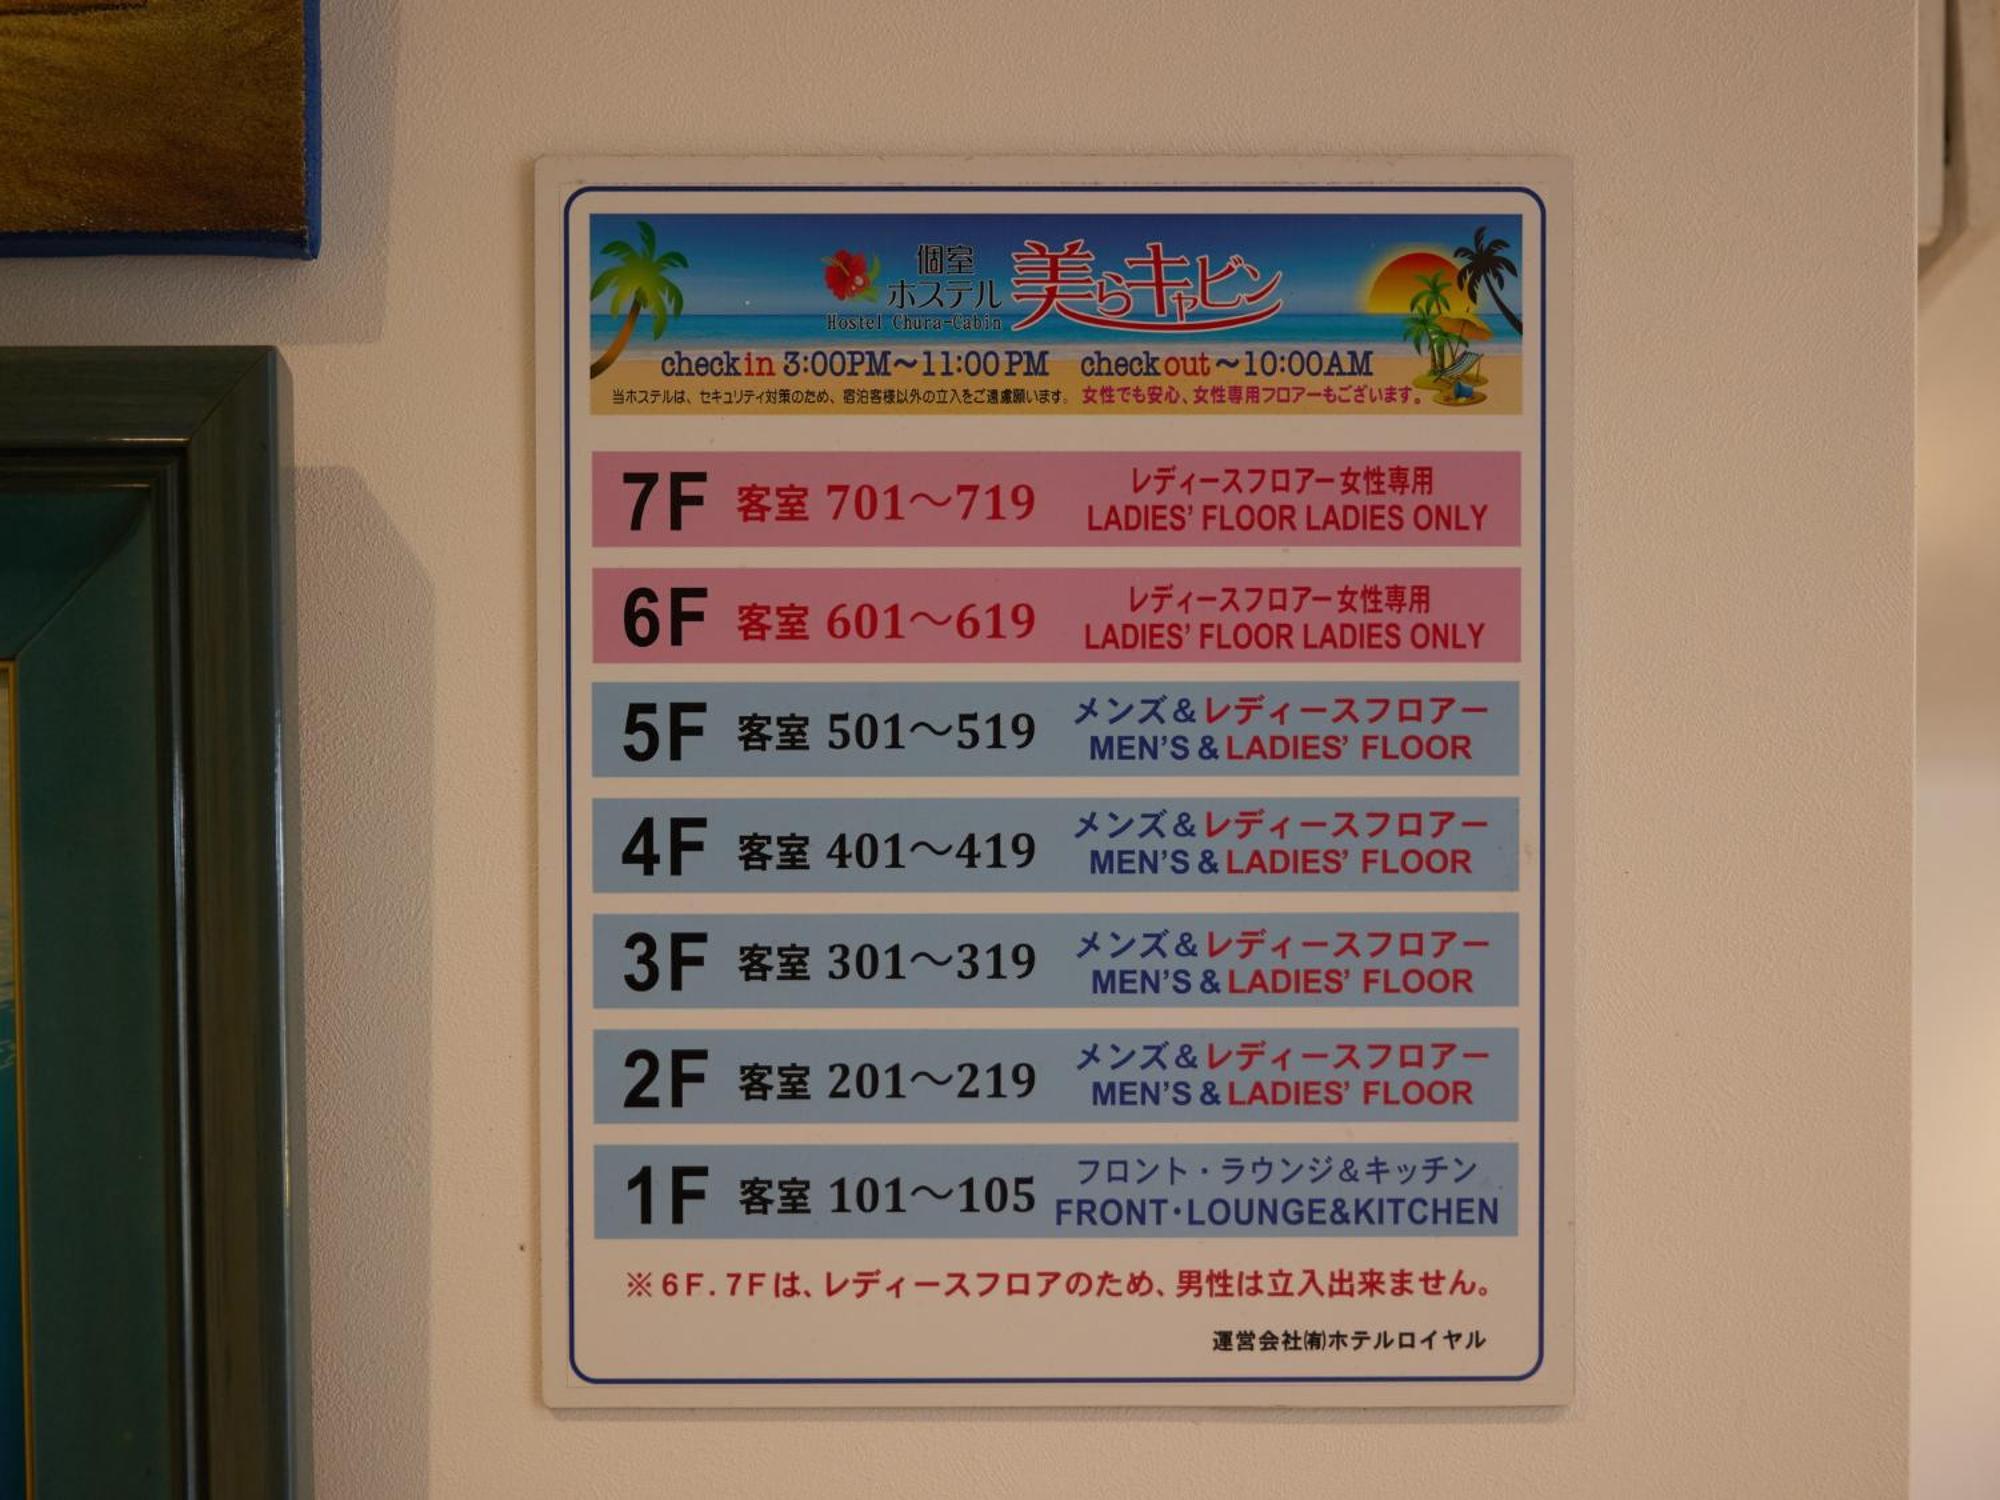 個室
ホステル 美らキャビン
Hostel Chura-Cabin
checkin 3:00PM～11:00PM checkout～10:00AM
当ホステルは、セキュリティ対策のため、宿泊客様以外の立入をご遠慮願います。 女性でも安心、女性専用フロアーもございます。
7F 客室 701～719 レディースフロアー女性専用
LADIES' FLOOR LADIES ONLY
6F 客室 601～619 レディースフロアー女性専用
LADIES' FLOOR LADIES ONLY
5F 客室 501～519 メンズ&レディースフロアー
MEN'S & LADIES' FLOOR
4F 客室 401～419 メンズ&レディースフロアー
MEN'S & LADIES' FLOOR
3F 客室 301～319 メンズ&レディースフロアー
MEN'S & LADIES' FLOOR
2F 客室 201～219 メンズ&レディースフロアー
MEN'S & LADIES' FLOOR
1F 客室 101～105 フロント・ラウンジ&キッチン
FRONT・LOUNGE&KITCHEN
※6F.7Fは、レディースフロアのため、男性は立入出来ません。
運営会社㈲ホテルロイヤル